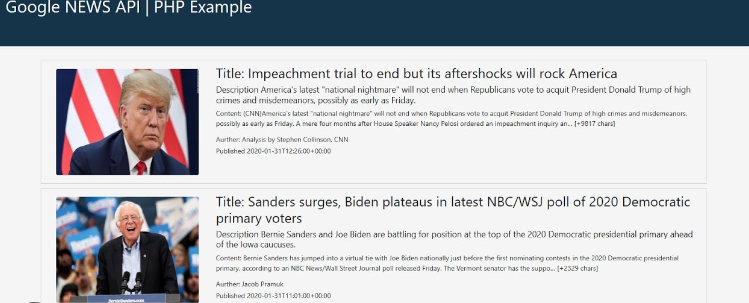 Google NEWS API | PHP Example
Title: Impeachment trial to end but its aftershocks will rock America
Description America's latest "national nightmare" will not end when Republicans vote to acquit President Donald Trump of high
crimes and misdemeanors, possibly as early as Friday.
Content: (CNN)America's latest "national nightmare" will not end when Republicans vote to acquit President Donald Trump of high crimes and misdemeanors,
possibly as early as Friday. A mere four months after House Speaker Nancy Pelosi ordered an impeachment inquiry an... [+9817 chars]
Aurther: Analysis by Stephen Collinson, CNN
Published 2020-01-31T12:26:00+00:00
Title: Sanders surges, Biden plateaus in latest NBC/WSJ poll of 2020 Democratic
primary voters
Description Bernie Sanders and Joe Biden are battling for position at the top of the 2020 Democratic presidential primary ahead
of the Iowa caucuses.
Content: Bernie Sanders has jumped into a virtual tie with Joe Biden nationally just before the first nominating contests in the 2020 Democratic presidential
primary, according to an NBC News/Wall Street Journal poll released Friday. The Vermont senator has the suppo... [+2329 chars]
Aurther: Jacob Pramuk
Published 2020-01-31T11:01:00+00:00